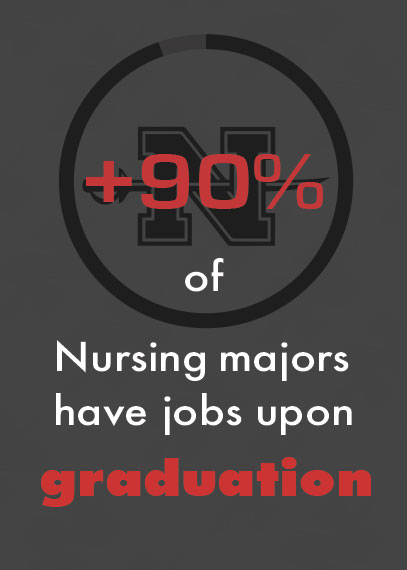 N
+90%
of
Nursing majors
have jobs upon
graduation